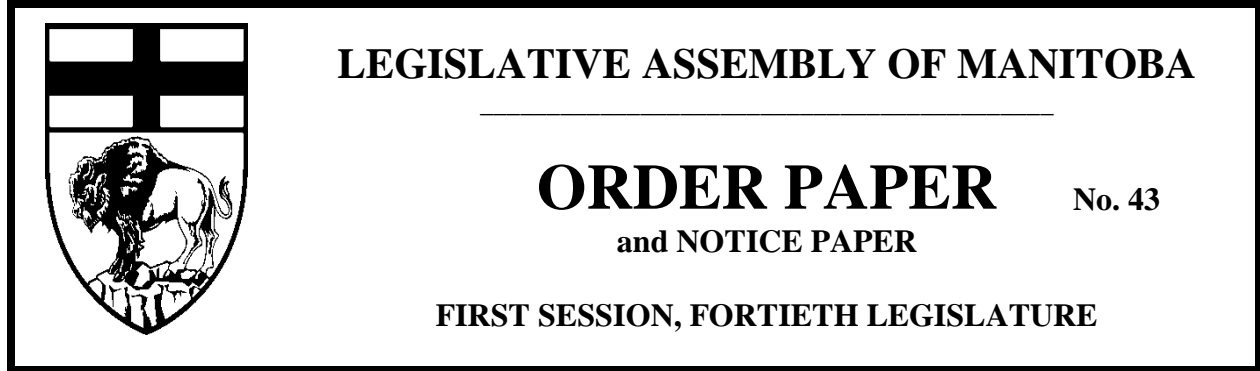 LEGISLATIVE ASSEMBLY OF MANITOBA
ORDER PAPER No. 43
and NOTICE PAPER
FIRST SESSION, FORTIETH LEGISLATURE